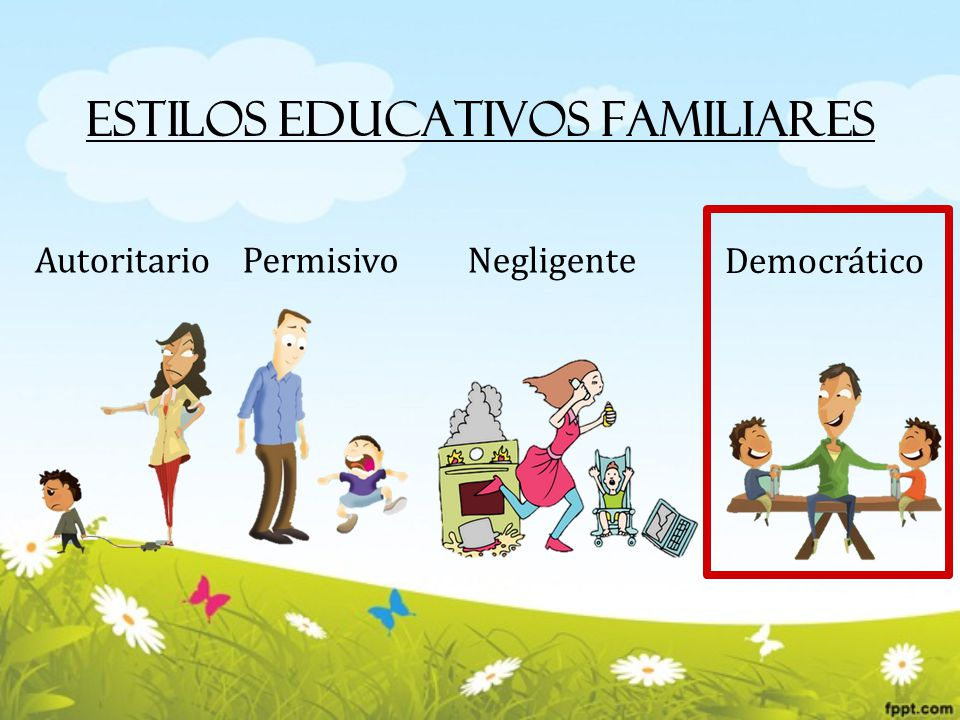 ESTILOS EDUCATIVOS FAMILIARES
Autoritario Permisivo Negligente Democrático
fppt.com